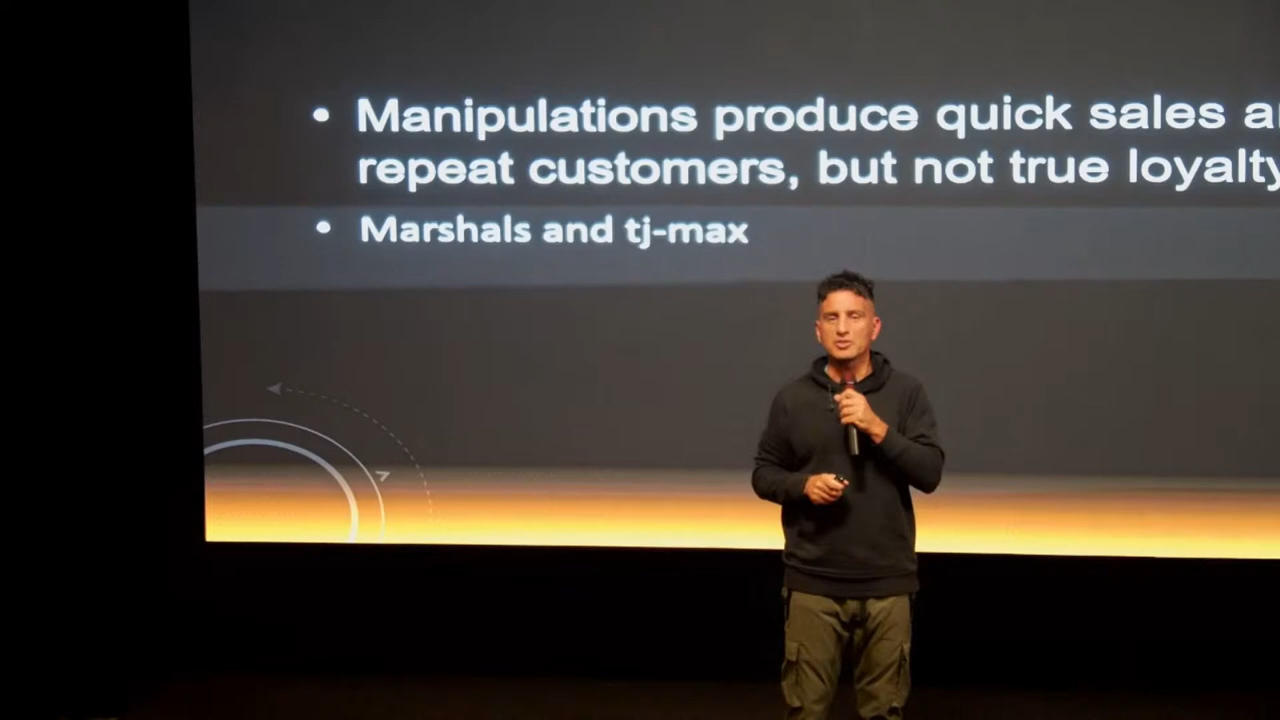 • Manipulations produce quick sales
repeat customers, but not true loyalty
• Marshals and tj-max